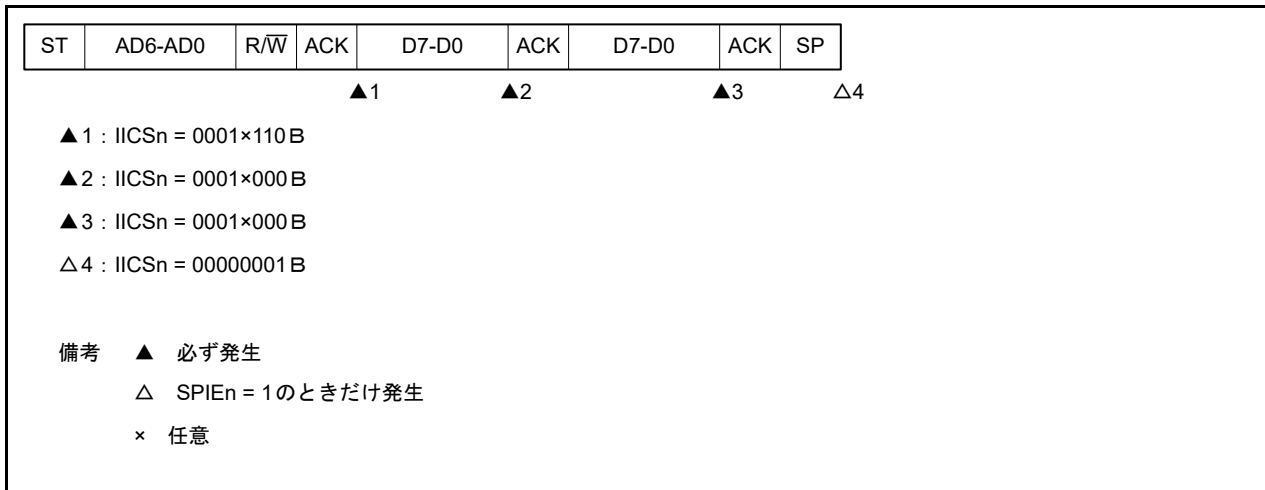 ST AD6-AD0 R/W̅ ACK D7-D0 ACK D7-D0 ACK SP
▲1 ▲2 ▲3 △4
▲1：IICSn = 0001×110B
▲2：IICSn = 0001×000B
▲3：IICSn = 0001×000B
△4：IICSn = 00000001B
備考 ▲ 必ず発生
△ SPIEn = 1のときだけ発生
× 任意